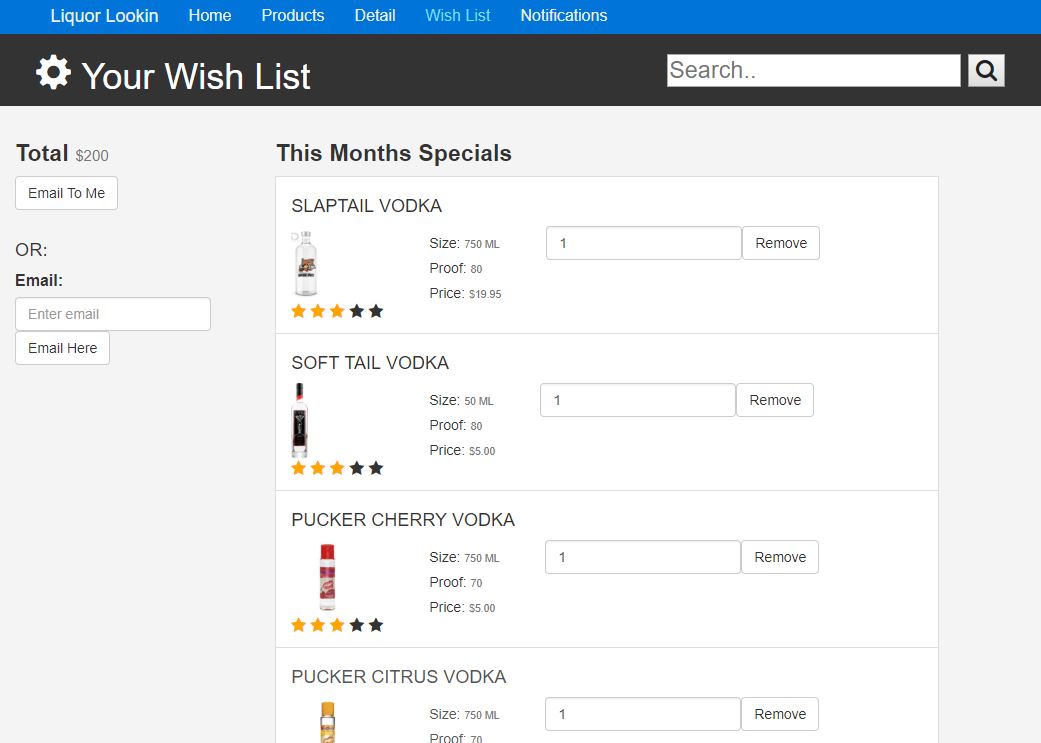 Liquor Lookin Home Products Detail Wish List Notifications
Your Wish List
Search..
Total $200
Email To Me
OR:
Email:
Enter email
Email Here
This Months Specials
SLAPTAIL VODKA
Size: 750 ML
1
Remove
Proof: 80
Price: $19.95
SOFT TAIL VODKA
Size: 50 ML
1
Remove
Proof: 80
Price: $5.00
PUCKER CHERRY VODKA
Size: 750 ML
1
Remove
Proof: 70
Price: $5.00
PUCKER CITRUS VODKA
Size: 750 ML
1
Remove
Proof: 70